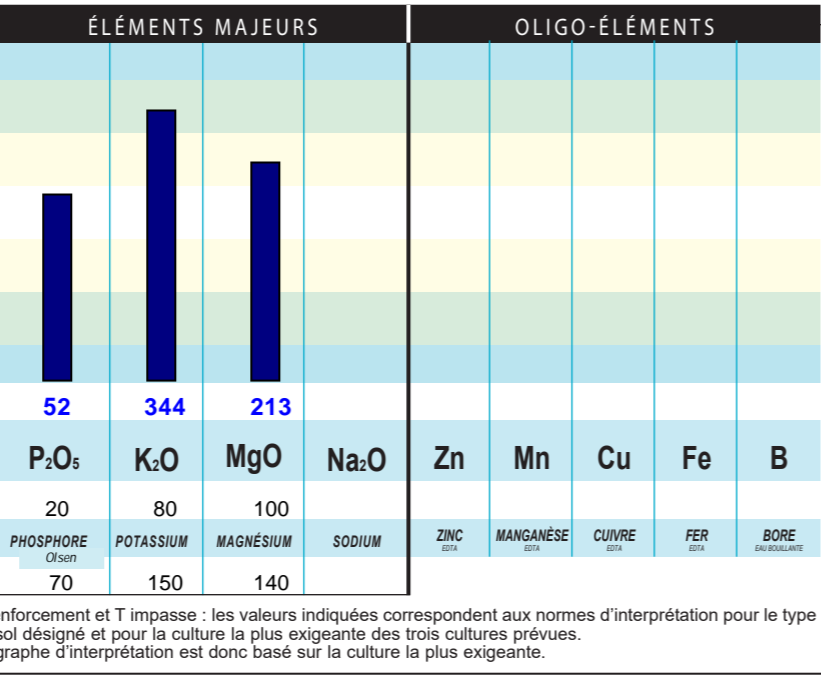 ÉLÉMENTS MAJEURS OLIGO-ÉLÉMENTS
52 344 213
P₂O₅ K₂O MgO Na₂O Zn Mn Cu Fe B
20 80 100
PHOSPHORE POTASSIUM MAGNÉSIUM SODIUM ZINC MANGANÈSE CUIVRE FER BORE
Olsen EDTA EDTA EDTA EDTA EAU BOUILLANTE
70 150 140
enforcement et T impasse : les valeurs indiquées correspondent aux normes d’interprétation pour le type
sol désigné et pour la culture la plus exigeante des trois cultures prévues.
graphe d’interprétation est donc basé sur la culture la plus exigeante.